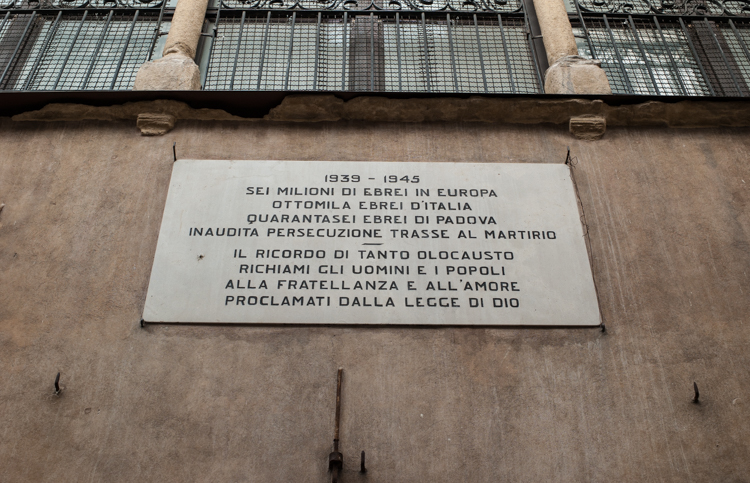 1939 - 1945
SEI MILIONI DI EBREI IN EUROPA
OTTOMILA EBREI D'ITALIA
QUARANTASEI EBREI DI PADOVA
INAUDITA PERSECUZIONE TRASSE AL MARTIRIO
IL RICORDO DI TANTO OLOCAUSTO
RICHIAMI GLI UOMINI E I POPOLI
ALLA FRATELLANZA E ALL'AMORE
PROCLAMATI DALLA LEGGE DI DIO